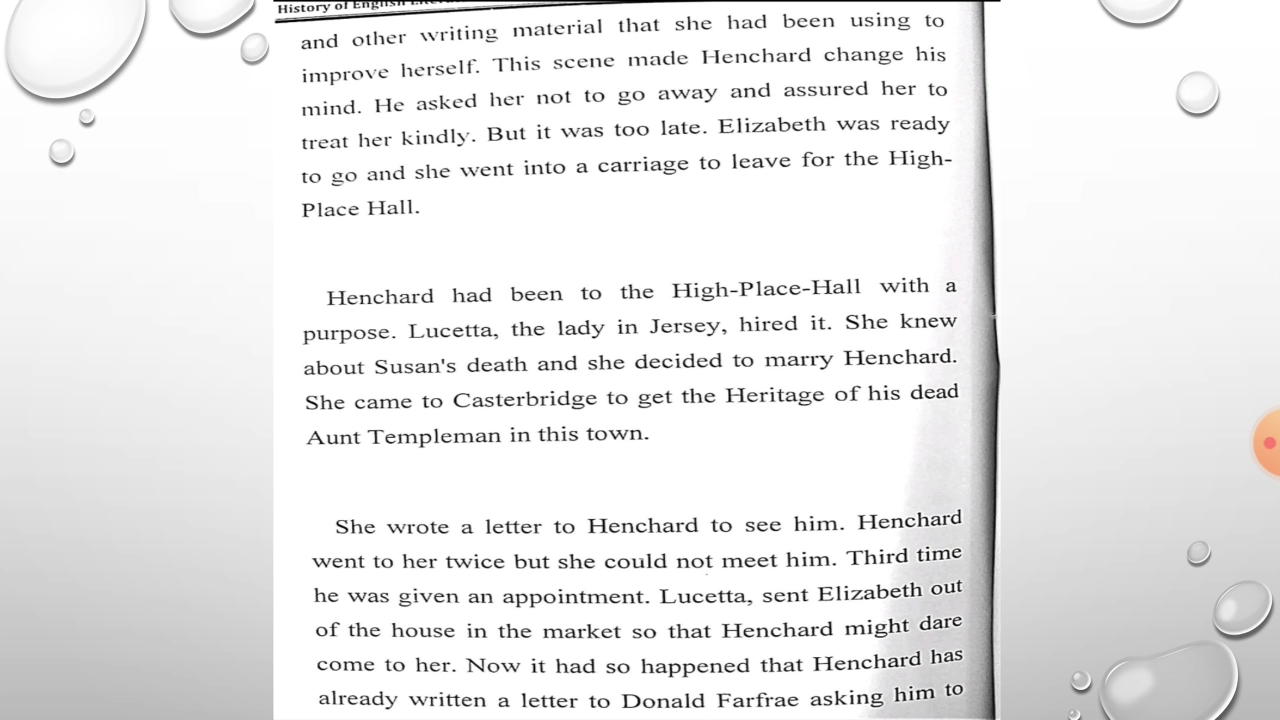 History of English
and other writing material that she had been using to
improve herself. This scene made Henchard change his
mind. He asked her not to go away and assured her to
treat her kindly. But it was too late. Elizabeth was ready
to go and she went into a carriage to leave for the High-
Place Hall.
Henchard had been to the High-Place-Hall with a
purpose. Lucetta, the lady in Jersey, hired it. She knew
about Susan's death and she decided to marry Henchard.
She came to Casterbridge to get the Heritage of his dead
Aunt Templeman in this town.
She wrote a letter to Henchard to see him. Henchard
went to her twice but she could not meet him. Third time
he was given an appointment. Lucetta, sent Elizabeth out
of the house in the market so that Henchard might dare
come to her. Now it had so happened that Henchard has
already written a letter to Donald Farfrae asking him to